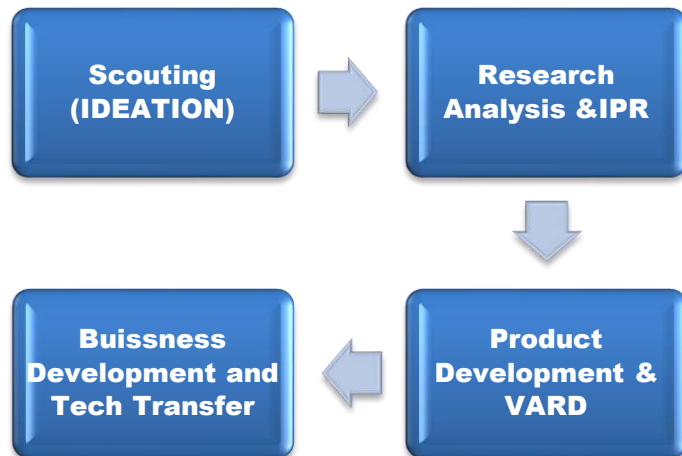 Scouting
(IDEATION)
Research
Analysis &IPR
Product
Development &
VARD
Buissness
Development and
Tech Transfer